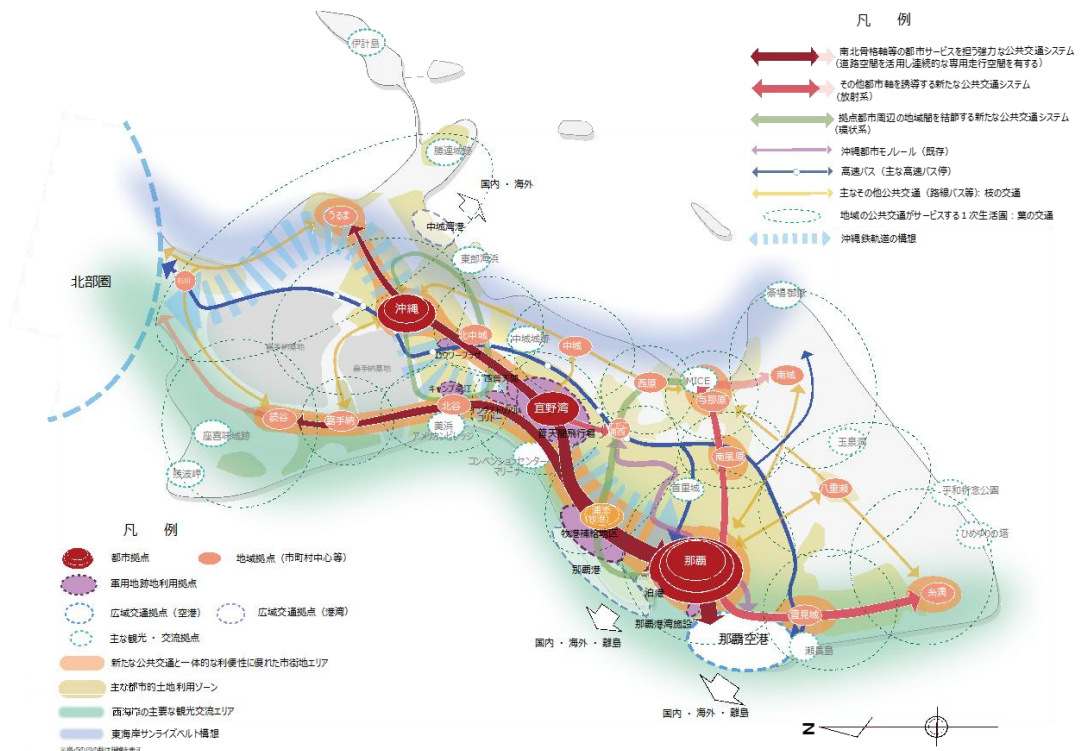 凡 例
南北骨格軸等の都市サービスを担う強力な公共交通システム
(道路空間を活用し連続的な専用走行空間を有する)
その他都市軸を誘導する新たな公共交通システム
(放射系)
拠点都市周辺の地域間を結節する新たな公共交通システム
(環状系)
沖縄都市モノレール（既存）
高速バス（主な高速バス停）
主なその他公共交通（路線バス等）: 枝の交通
地域の公共交通がサービスする１次生活圏：葉の交通
沖縄鉄軌道の構想
伊計島
勝連城跡
国内・海外
中城湾港
うるま
東部海浜
北部圏
石川
沖縄
北中城
中城城跡
中城
斎場御嶽
嘉手納基地
西原
MICE
与那原
南城
キャンプ桑江
宜野湾
普天間飛行場
読谷
嘉手納
北谷
美浜
アメリカンビレッジ
座喜味城跡
残波岬
コンベンションセンター
マリーナ
南風原
玉泉洞
首里城
八重瀬
平和祈念公園
ひめゆりの塔
牧港補給地区
那覇港
那覇
泊港
那覇港湾施設
那覇空港
豊見城
糸満
瀬長島
国内・海外・離島
国内・海外・離島
N
凡 例
都市拠点
地域拠点（市町村中心等）
軍用地跡地利用拠点
広域交通拠点（空港）
広域交通拠点（港湾）
主な観光・交流拠点
新たな公共交通と一体的な利便性に優れた市街地エリア
主な都市的土地利用ゾーン
西海岸の主要な観光交流エリア
東海岸サンライズベルト構想